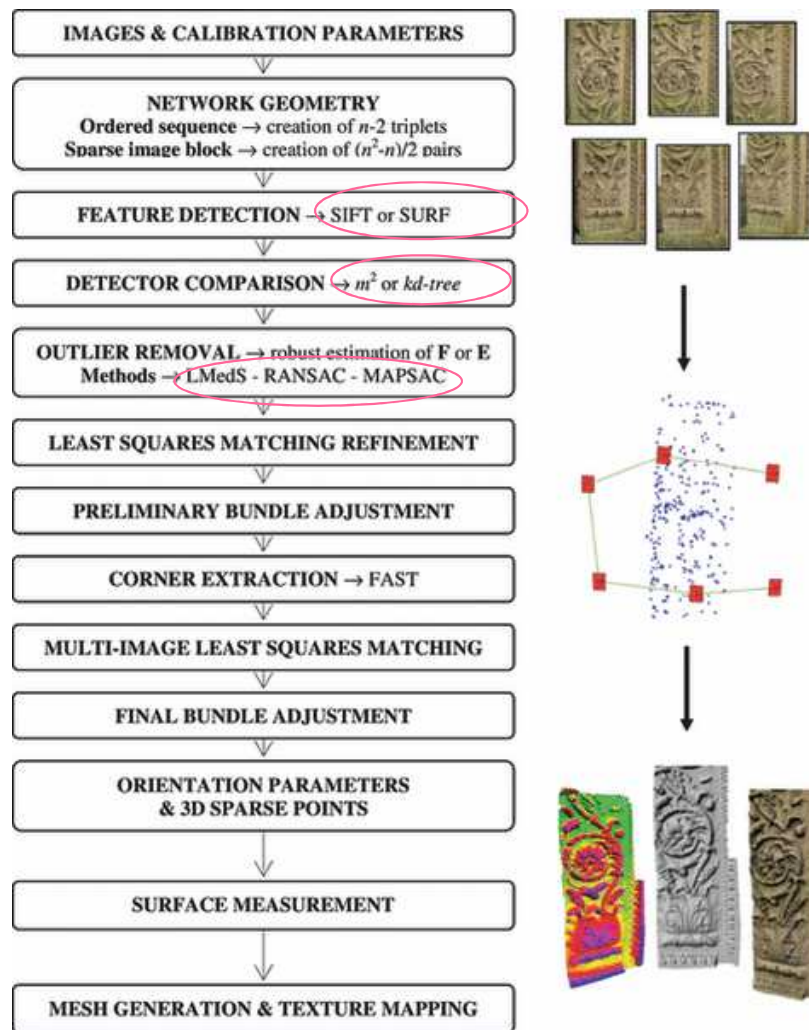 IMAGES & CALIBRATION PARAMETERS
NETWORK GEOMETRY
Ordered sequence → creation of n-2 triplets
Sparse image block → creation of (n²-n)/2 pairs
FEATURE DETECTION → SIFT or SURF
DETECTOR COMPARISON → m² or kd-tree
OUTLIER REMOVAL → robust estimation of F or E
Methods → LMedS - RANSAC - MAPSAC
LEAST SQUARES MATCHING REFINEMENT
PRELIMINARY BUNDLE ADJUSTMENT
CORNER EXTRACTION → FAST
MULTI-IMAGE LEAST SQUARES MATCHING
FINAL BUNDLE ADJUSTMENT
ORIENTATION PARAMETERS
& 3D SPARSE POINTS
SURFACE MEASUREMENT
MESH GENERATION & TEXTURE MAPPING